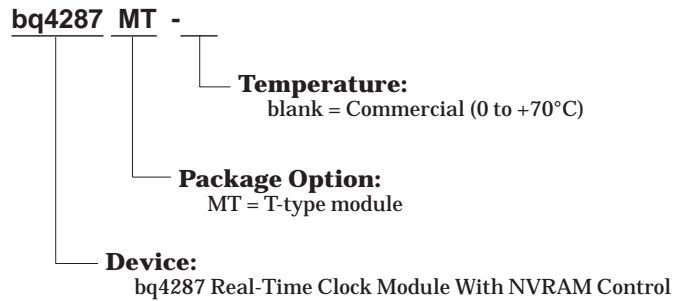 bq4287 MT -
Temperature:
blank = Commercial (0 to +70°C)
Package Option:
MT = T-type module
Device:
bq4287 Real-Time Clock Module With NVRAM Control